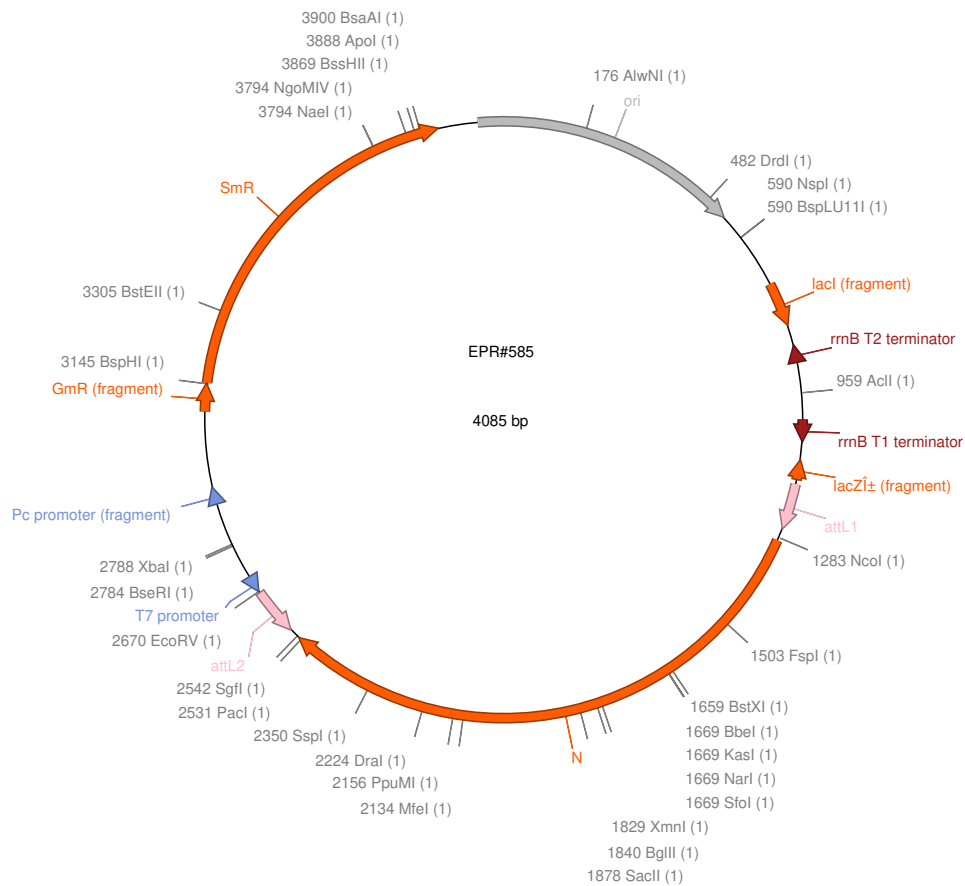 3900 BsaAI (1)
3888 ApoI (1)
3869 BssHII (1)
3794 NgoMIV (1)
3794 NaeI (1)
176 AlwNI (1)
ori
482 DrdI (1)
590 NspI (1)
590 BspLU11I (1)
SmR
lacI (fragment)
3305 BstEII (1)
rrnB T2 terminator
EPR#585
3145 BspHI (1)
GmR (fragment)
959 AclI (1)
4085 bp
rrnB T1 terminator
lacZÎ± (fragment)
Pc promoter (fragment)
attL1
1283 NcoI (1)
2788 XbaI (1)
2784 BseRI (1)
T7 promoter
2670 EcoRV (1)
attL2
1503 FspI (1)
2542 SgfI (1)
2531 PacI (1)
1659 BstXI (1)
2350 SspI (1)
1669 BbeI (1)
2224 DraI (1)
1669 KasI (1)
N
2156 PpuMI (1)
1669 NarI (1)
2134 MfeI (1)
1669 SfoI (1)
1829 XmnI (1)
1840 BglII (1)
1878 SacII (1)